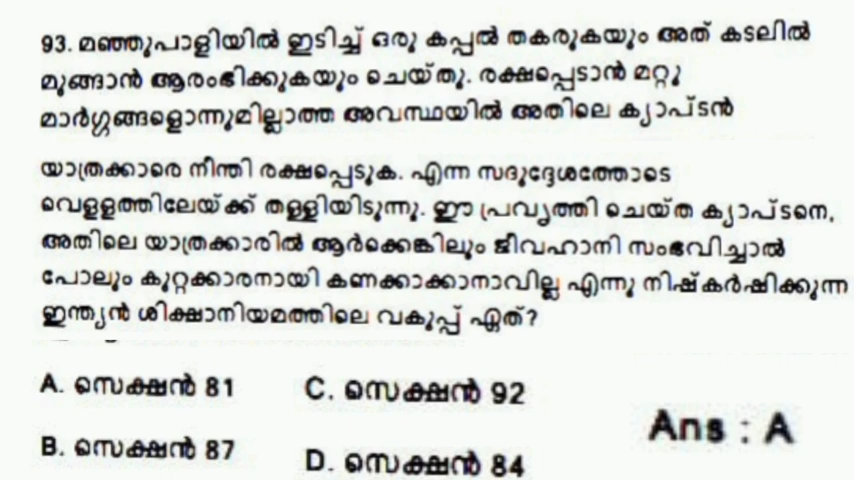 93. മഞ്ഞുപാളിയിൽ ഇടിച്ച് ഒരു കപ്പൽ തകരുകയും അത് കടലിൽ
മുങ്ങാൻ ആരംഭിക്കുകയും ചെയ്തു. രക്ഷപ്പെടാൻ മറ്റു
മാർഗ്ഗങ്ങളൊന്നുമില്ലാത്ത അവസ്ഥയിൽ അതിലെ ക്യാപ്ടൻ
യാത്രക്കാരെ നീന്തി രക്ഷപ്പെടുക. എന്ന സദുദ്ദേശത്തോടെ
വെളളത്തിലേയ്ക്ക് തള്ളിയിടുന്നു. ഈ പ്രവൃത്തി ചെയ്ത ക്യാപ്ടനെ,
അതിലെ യാത്രക്കാരിൽ ആർക്കെങ്കിലും ജീവഹാനി സംഭവിച്ചാൽ
പോലും കുറ്റക്കാരനായി കണക്കാക്കാനാവില്ല എന്നു നിഷ്കർഷിക്കുന്ന
ഇന്ത്യൻ ശിക്ഷാനിയമത്തിലെ വകുപ്പ് ഏത്?
A. സെക്ഷൻ 81 C. സെക്ഷൻ 92
B. സെക്ഷൻ 87 D. സെക്ഷൻ 84
Ans : A